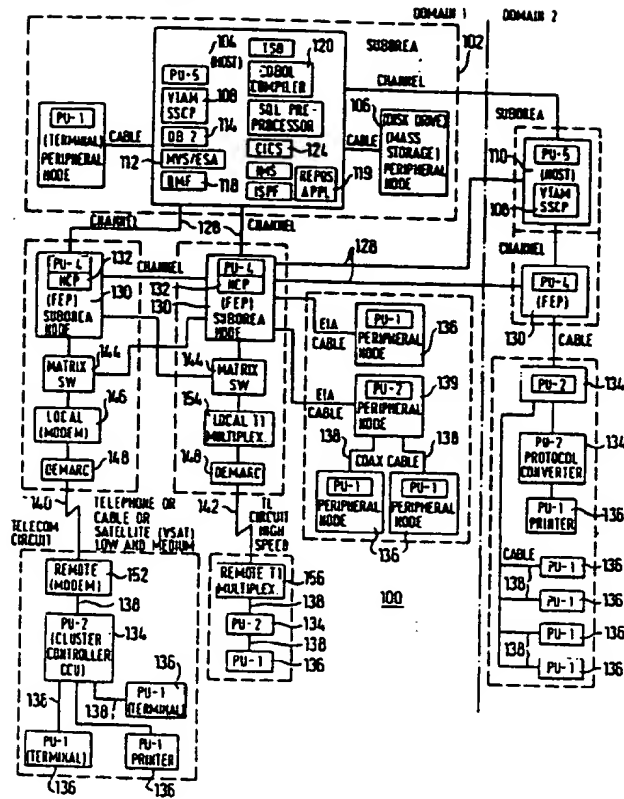 DOMAIN 1
DOMAIN 2
SUBAREA
102
104
(HOST)
PU-5
VTAM
SSCP
108
DB 2
114
112
MVS/ESA
RMF
118
TSO
120
COBOL
COMPILER
SQL PRE-
PROCESSOR
CICS
124
IMS
ISPF
REPOS
APPL
119
PU-1
(TERMINAL)
PERIPHERAL
NODE
CABLE
CABLE
106
(DISK DRIVE)
(MASS
STORAGE)
PERIPHERAL
NODE
CHANNEL
SUBAREA
110
PU-5
(HOST)
VTAM
SSCP
108
CHANNEL
PU-4
(FEP)
130
CABLE
CHANNEL
128
CHANNEL
128
PU-4
NCP
132
(FEP)
130
SUBAREA
NODE
CHANNEL
PU-4
NCP
132
(FEP)
130
SUBAREA
NODE
MATRIX
SW
144
LOCAL
(MODEM)
146
DEMARC
148
144
MATRIX
SW
154
LOCAL T1
MULTIPLEX.
148
DEMARC
EIA
CABLE
PU-1
PERIPHERAL
NODE
136
EIA
CABLE
PU-2
PERIPHERAL
NODE
139
138
COAX CABLE
138
PU-1
PERIPHERAL
NODE
PU-1
PERIPHERAL
NODE
136
100
140
TELECOM
CIRCUIT
TELEPHONE OR
CABLE OR
SATELLITE (VSAT)
LOW AND MEDIUM
142
CIRCUIT
HIGH
SPEED
REMOTE
(MODEM)
152
138
PU-2
(CLUSTER
CONTROLLER
CCU)
134
136
138
PU-1
(TERMINAL)
136
PU-1
(TERMINAL)
136
PU-1
PRINTER
136
REMOTE T1
MULTIPLEX.
156
138
PU-2
134
138
PU-1
136
PU-2
134
PU-2
PROTOCOL
CONVERTER
134
PU-1
PRINTER
136
CABLE
138
PU-1
136
PU-1
136
138
PU-1
136
PU-1
136